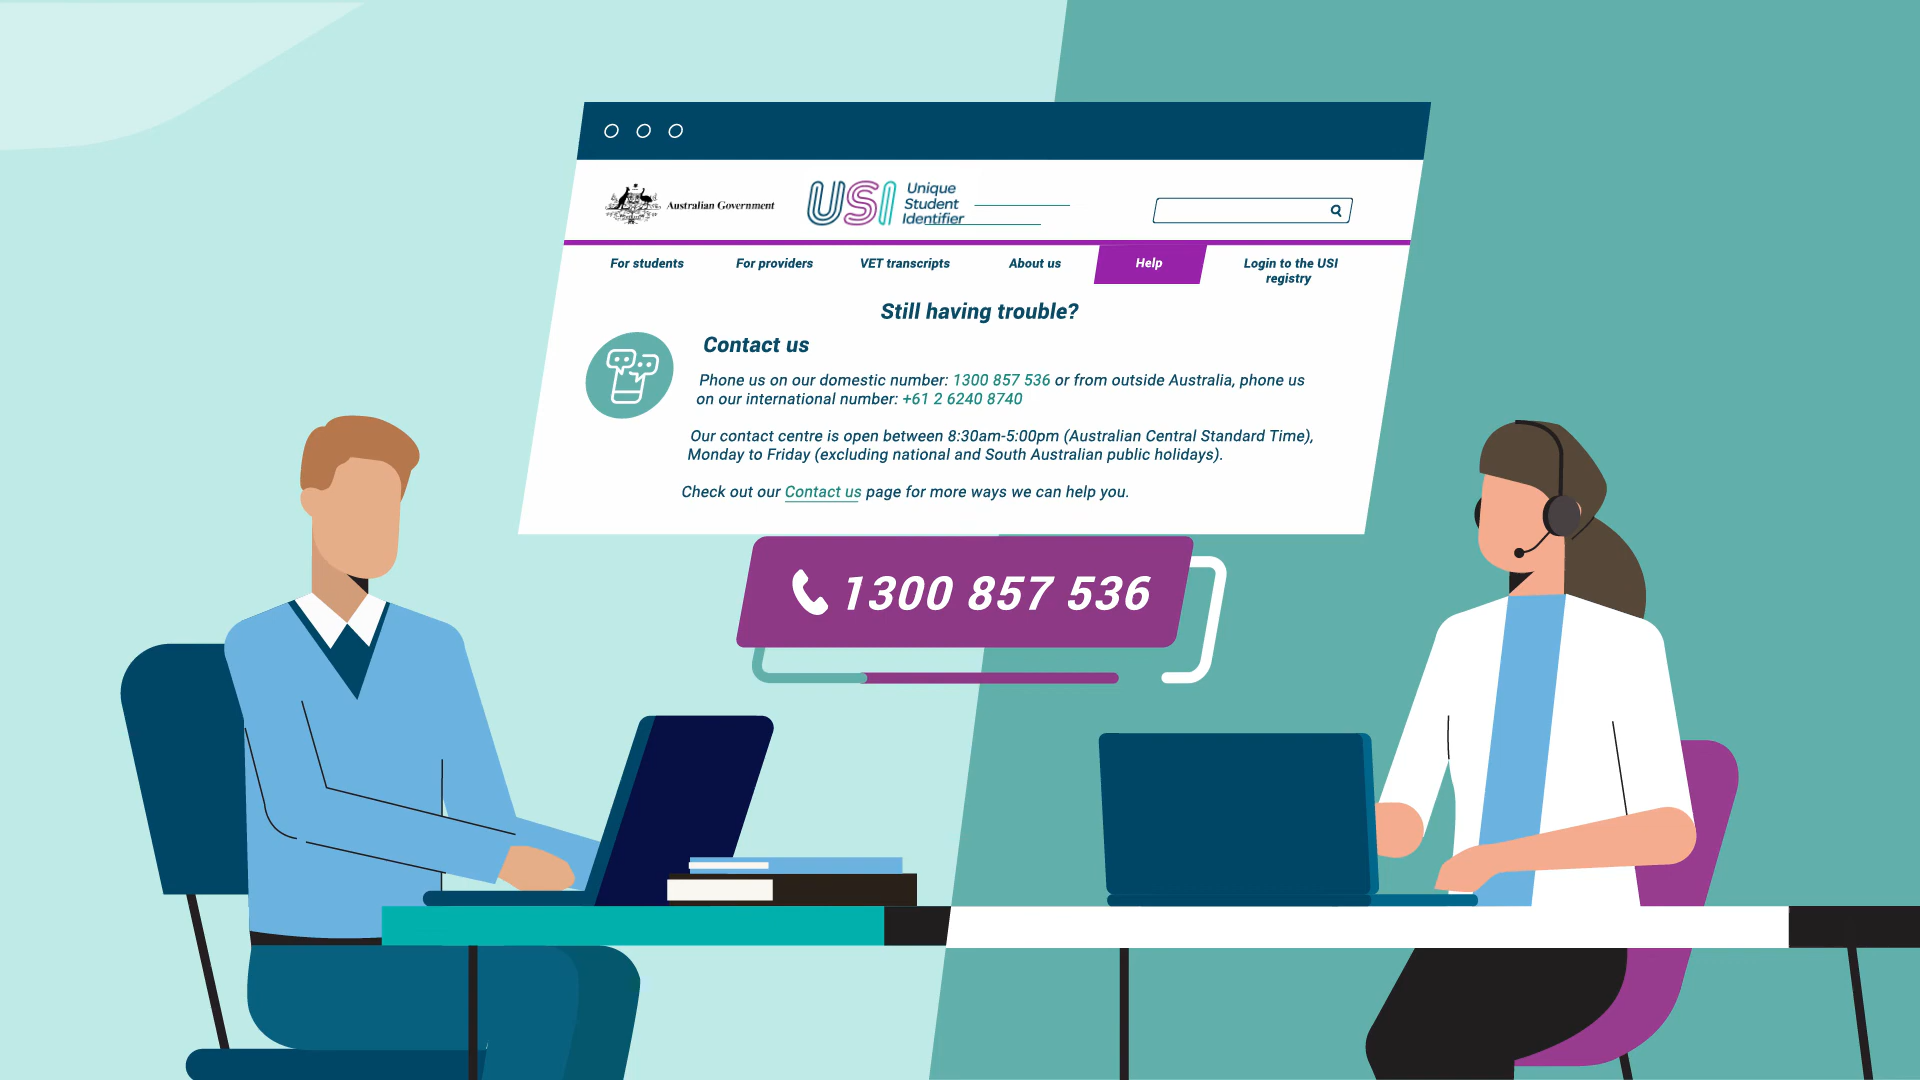 Australian Government
USI
Unique
Student
Identifier
For students
For providers
VET transcripts
About us
Help
Login to the USI
registry
Still having trouble?
Contact us
Phone us on our domestic number: 1300 857 536 or from outside Australia, phone us
on our international number: +61 2 6240 8740
Our contact centre is open between 8:30am-5:00pm (Australian Central Standard Time),
Monday to Friday (excluding national and South Australian public holidays).
Check out our Contact us page for more ways we can help you.
1300 857 536